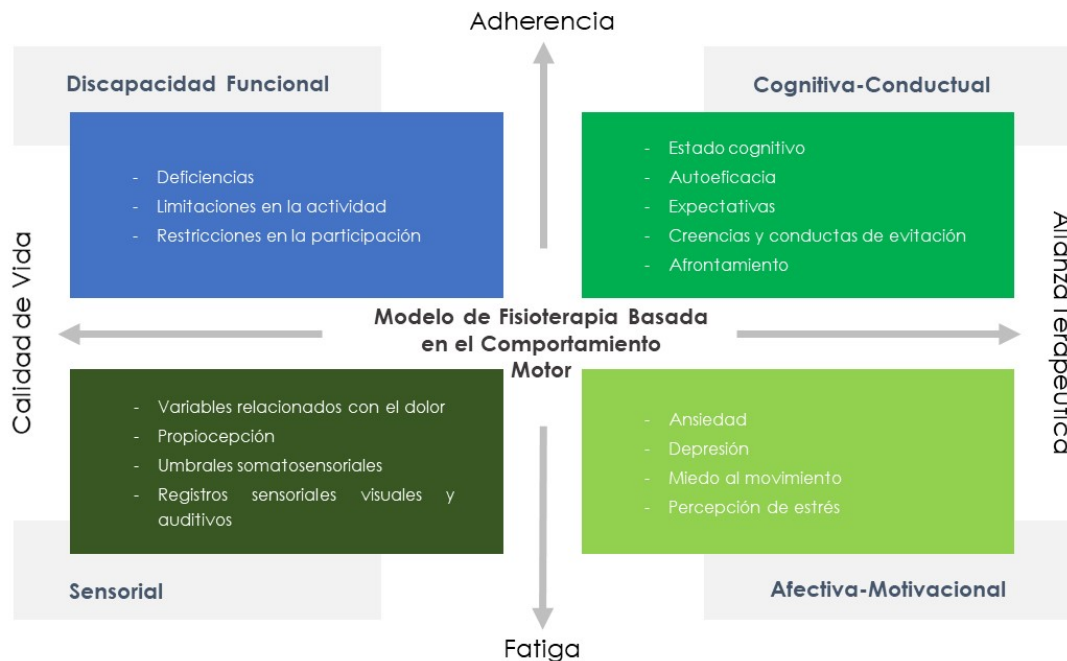 Adherencia
Discapacidad Funcional
Cognitiva-Conductual
- Deficiencias
- Limitaciones en la actividad
- Restricciones en la participación
- Estado cognitivo
- Autoeficacia
- Expectativas
- Creencias y conductas de evitación
- Afrontamiento
Calidad de Vida
Modelo de Fisioterapia Basada
en el Comportamiento
Motor
Alianza Terapéutica
- Variables relacionados con el dolor
- Propiocepción
- Umbrales somatosensoriales
- Registros sensoriales visuales y
auditivos
- Ansiedad
- Depresión
- Miedo al movimiento
- Percepción de estrés
Sensorial
Afectiva-Motivacional
Fatiga